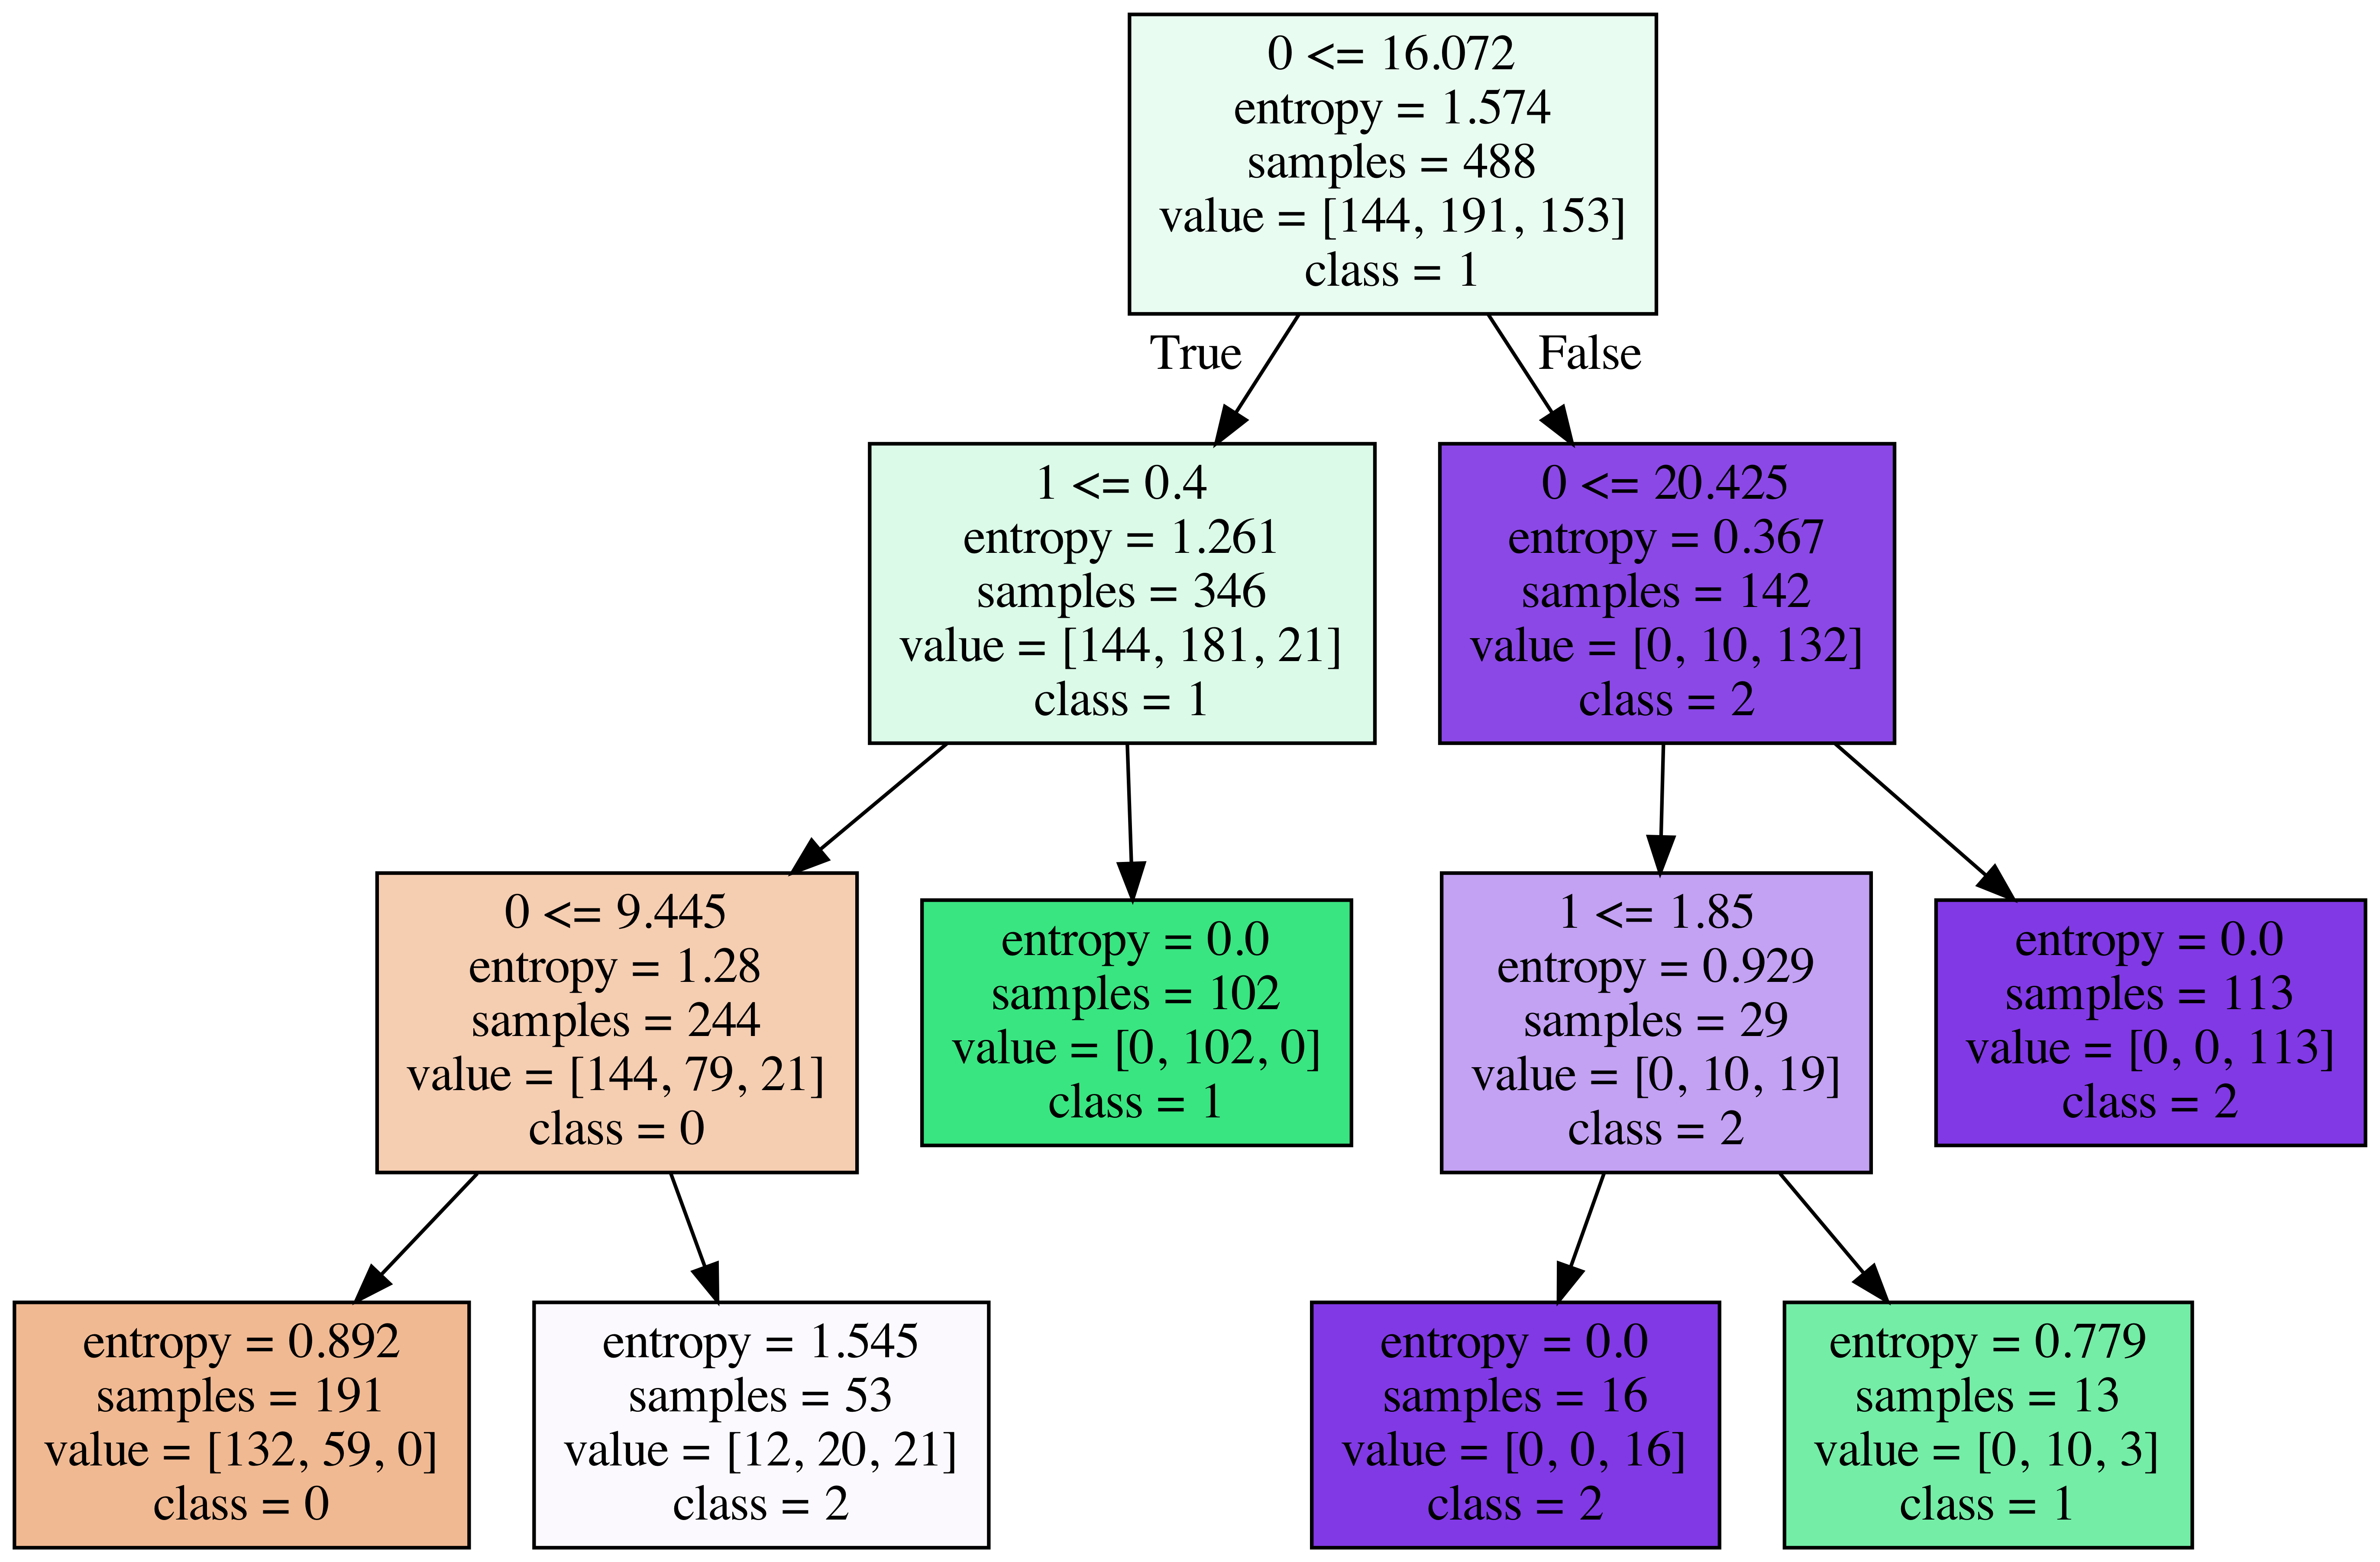 0 <= 16.072
entropy = 1.574
samples = 488
value = [144, 191, 153]
class = 1
True
False
1 <= 0.4
entropy = 1.261
samples = 346
value = [144, 181, 21]
class = 1
0 <= 20.425
entropy = 0.367
samples = 142
value = [0, 10, 132]
class = 2
0 <= 9.445
entropy = 1.28
samples = 244
value = [144, 79, 21]
class = 0
entropy = 0.0
samples = 102
value = [0, 102, 0]
class = 1
1 <= 1.85
entropy = 0.929
samples = 29
value = [0, 10, 19]
class = 2
entropy = 0.0
samples = 113
value = [0, 0, 113]
class = 2
entropy = 0.892
samples = 191
value = [132, 59, 0]
class = 0
entropy = 1.545
samples = 53
value = [12, 20, 21]
class = 2
entropy = 0.0
samples = 16
value = [0, 0, 16]
class = 2
entropy = 0.779
samples = 13
value = [0, 10, 3]
class = 1